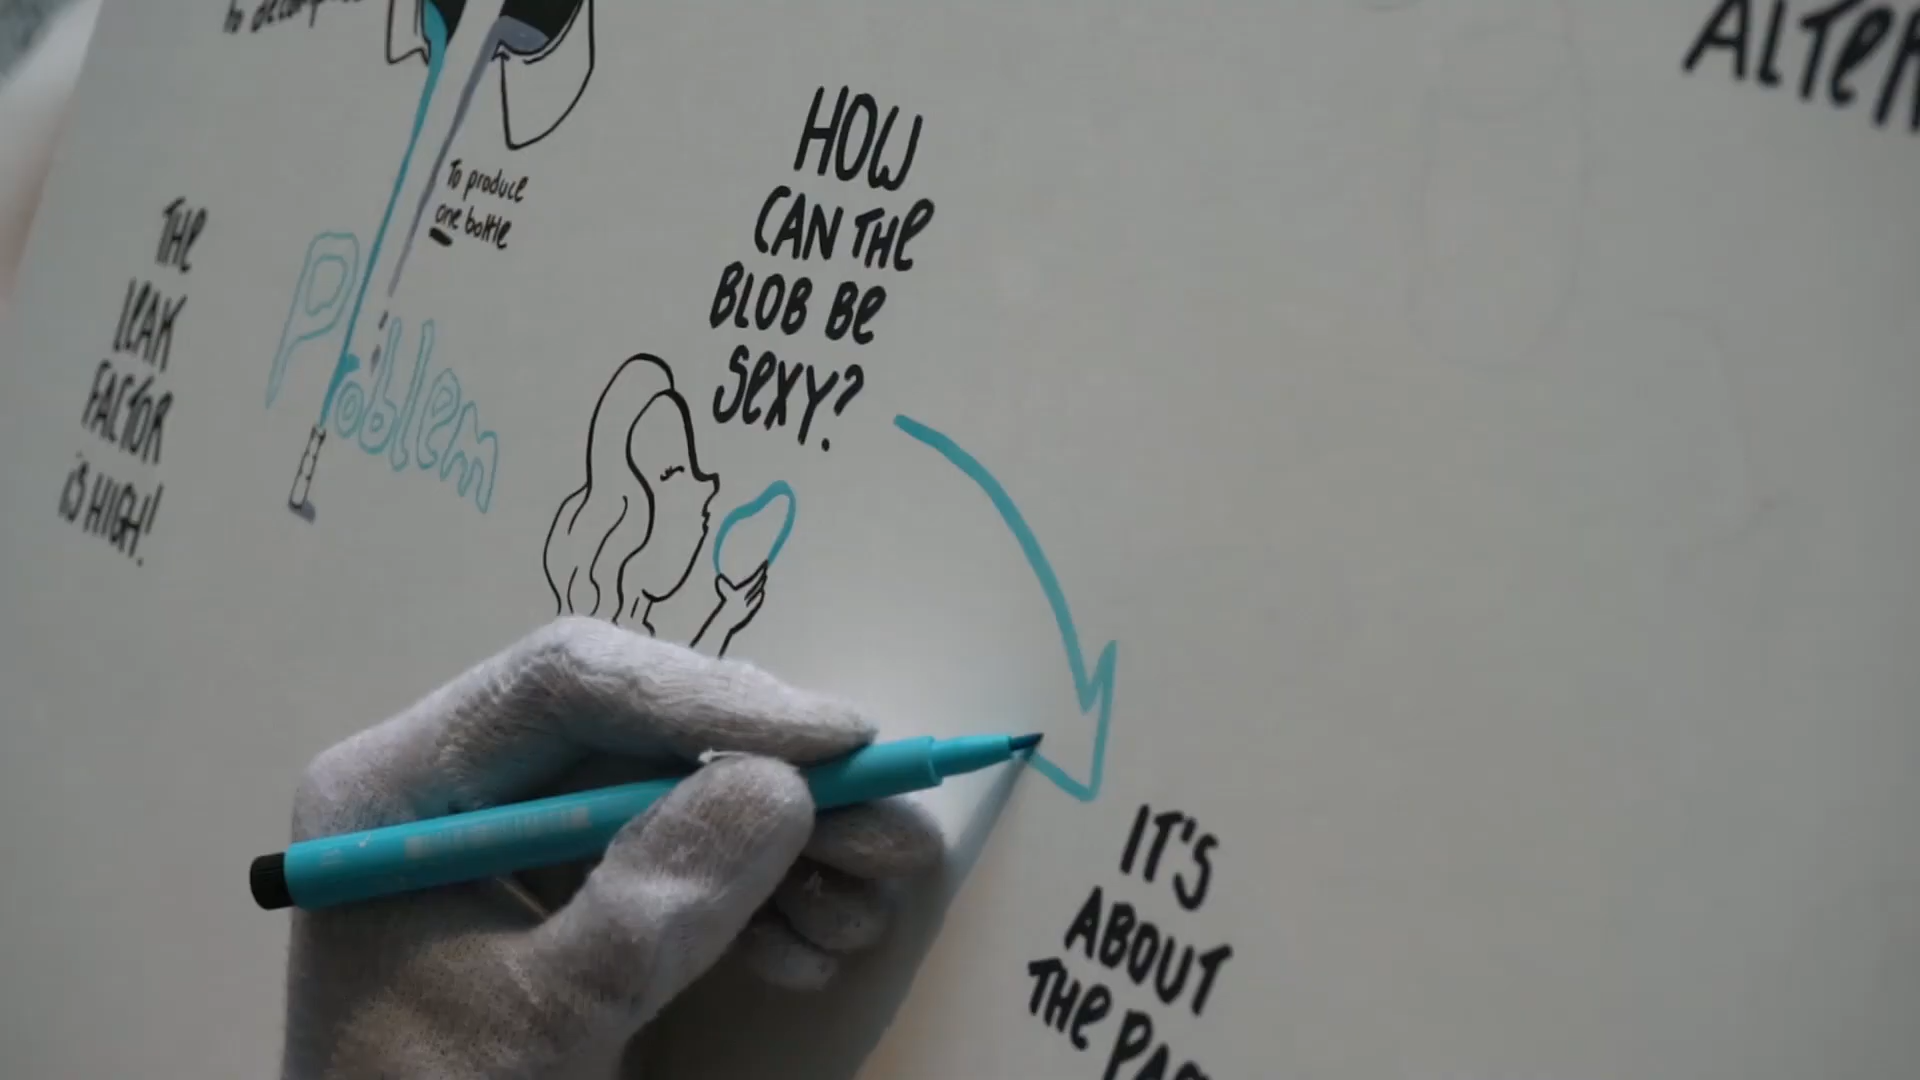 to
To produce
one bottle
THE
LEAK
FACTOR
IS HIGH!
Problem
HOW
CAN THE
BLOB BE
SEXY?
IT'S
ABOUT
THE